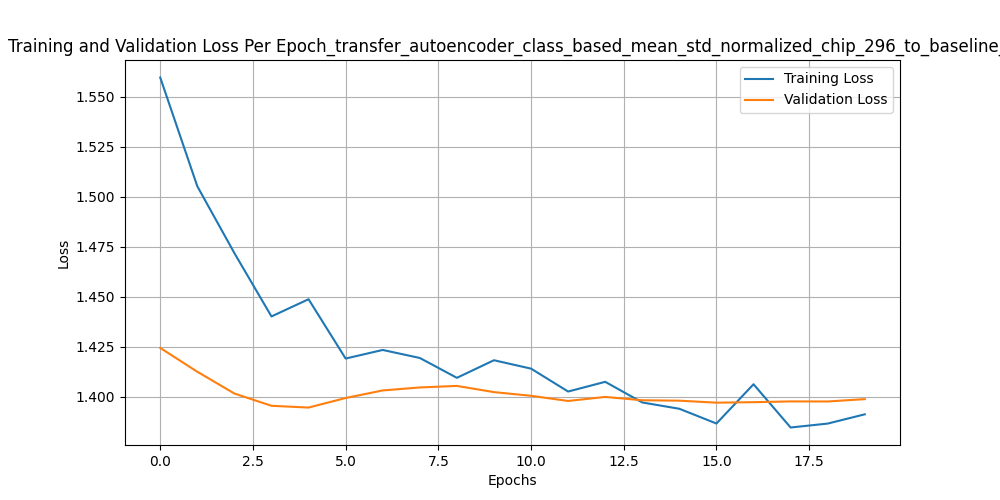 Training and Validation Loss Per Epoch_transfer_autoencoder_class_based_mean_std_normalized_chip_296_to_baseline_
Training Loss
Validation Loss
1.550
1.525
1.500
1.475
1.450
1.425
1.400
Loss
0.0 2.5 5.0 7.5 10.0 12.5 15.0 17.5
Epochs